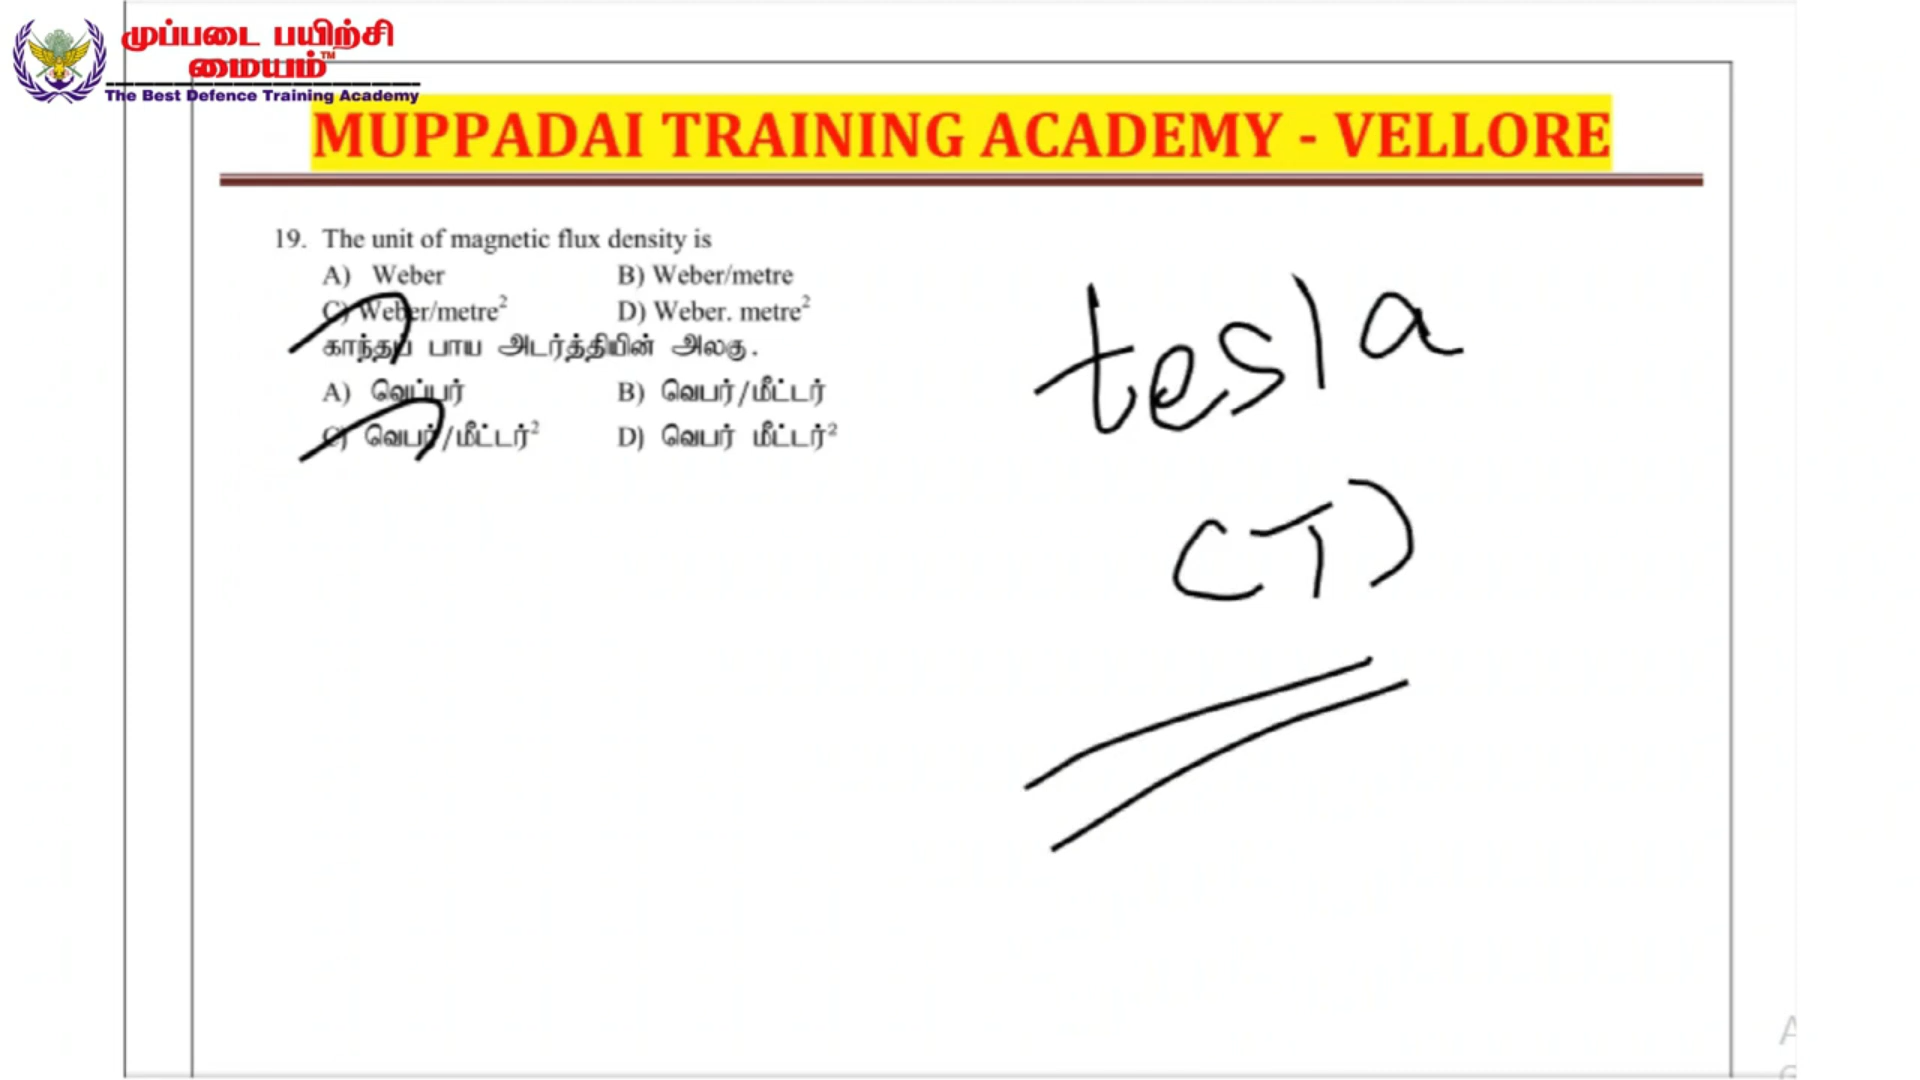 முப்படை பயிற்சி
மையம்™
The Best Defence Training Academy
MUPPADAI TRAINING ACADEMY - VELLORE
19. The unit of magnetic flux density is
A) Weber B) Weber/metre
C) Weber/metre² D) Weber. metre²
காந்தப் பாய அடர்த்தியின் அலகு.
A) வெப்பர் B) வெபர்/மீட்டர்
C) வெபர்/மீட்டர்² D) வெபர் மீட்டர்²
tesla
(T)